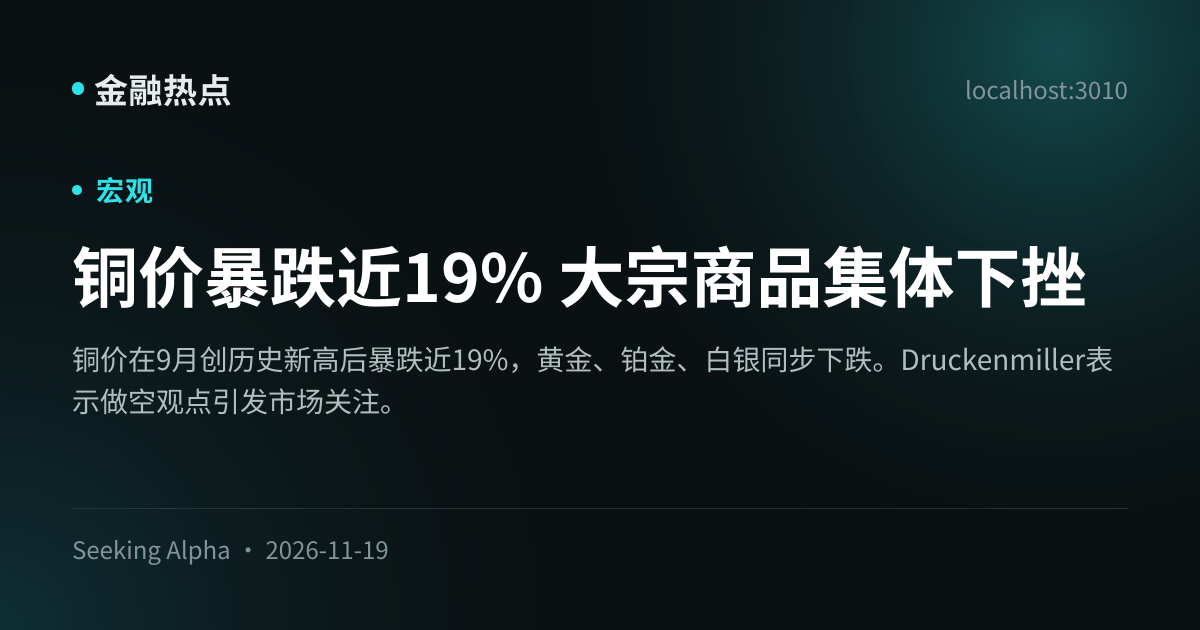 金融热点
localhost:3010
宏观
铜价暴跌近19% 大宗商品集体下挫
铜价在9月创历史新高后暴跌近19%，黄金、铂金、白银同步下跌。Druckenmiller表
示做空观点引发市场关注。
Seeking Alpha · 2026-11-19